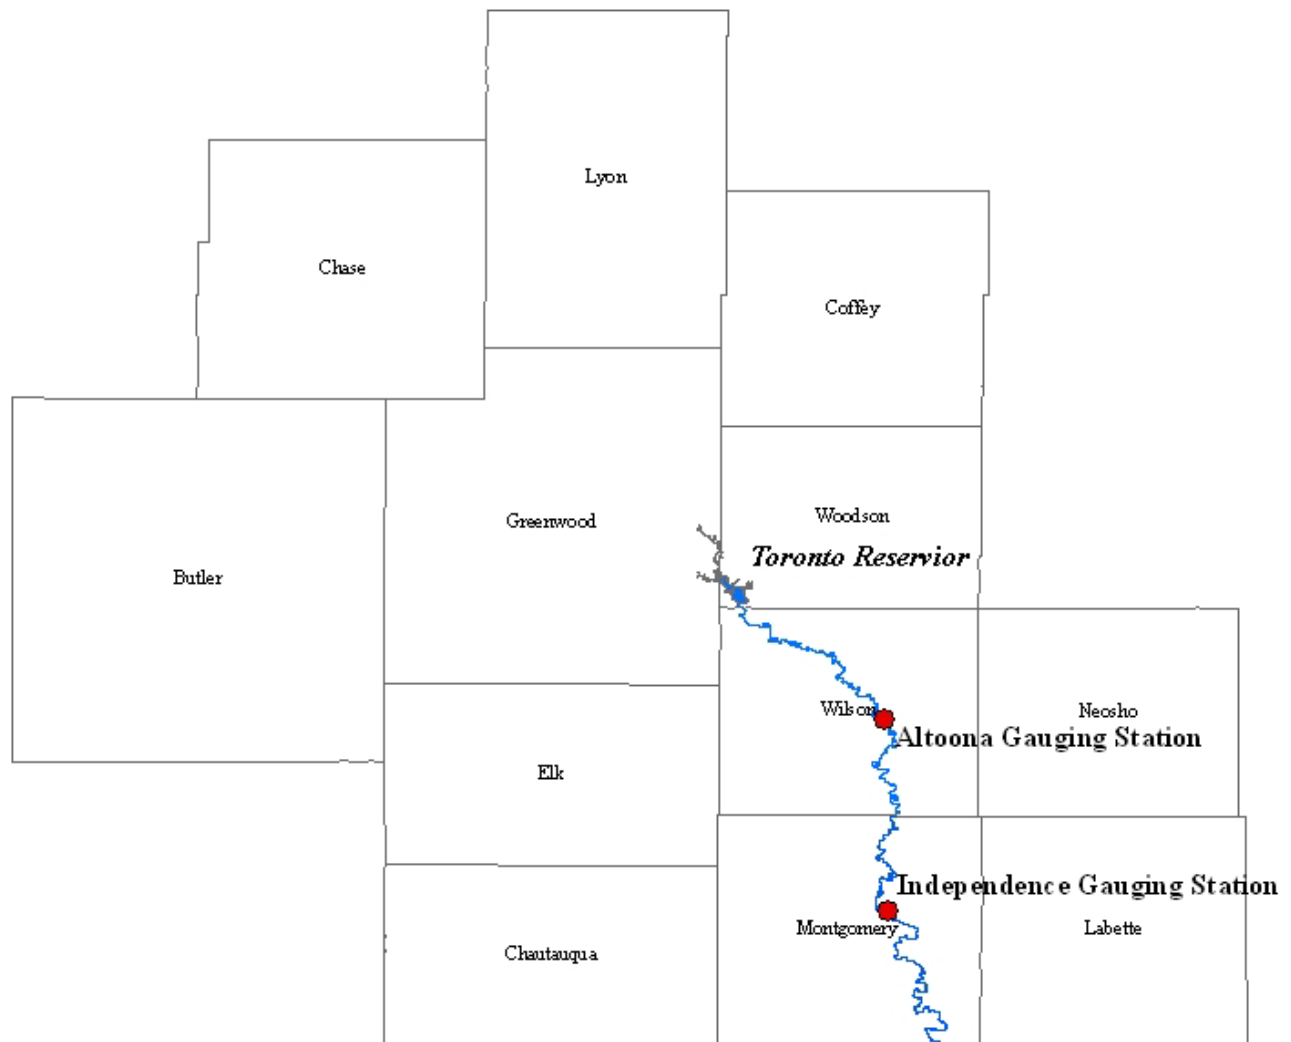 Lyon
Chase
Coffey
Woodson
Greenwood
Toronto Reservior
Butler
Wilson
Neosho
Altoona Gauging Station
Elk
Independence Gauging Station
Montgomery
Labette
Chautauqua